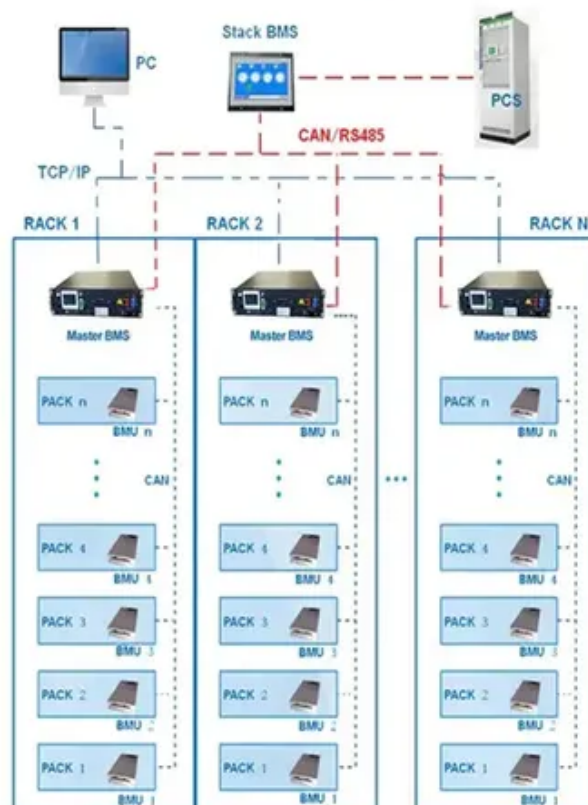 PC
Stack BMS
PCS
CAN/RS485
TCP/IP
RACK 1
RACK 2
RACK N
Master BMS
Master BMS
Master BMS
PACK n
BMU n
PACK n
BMU n
PACK n
BMU n
CAN
CAN
CAN
PACK 4
BMU 4
PACK 4
BMU 4
PACK 4
BMU 4
PACK 3
BMU 3
PACK 3
BMU 3
PACK 3
BMU 3
PACK 2
BMU 2
PACK 2
BMU 2
PACK 2
BMU 2
PACK 1
BMU 1
PACK 1
BMU 1
PACK 1
BMU 1